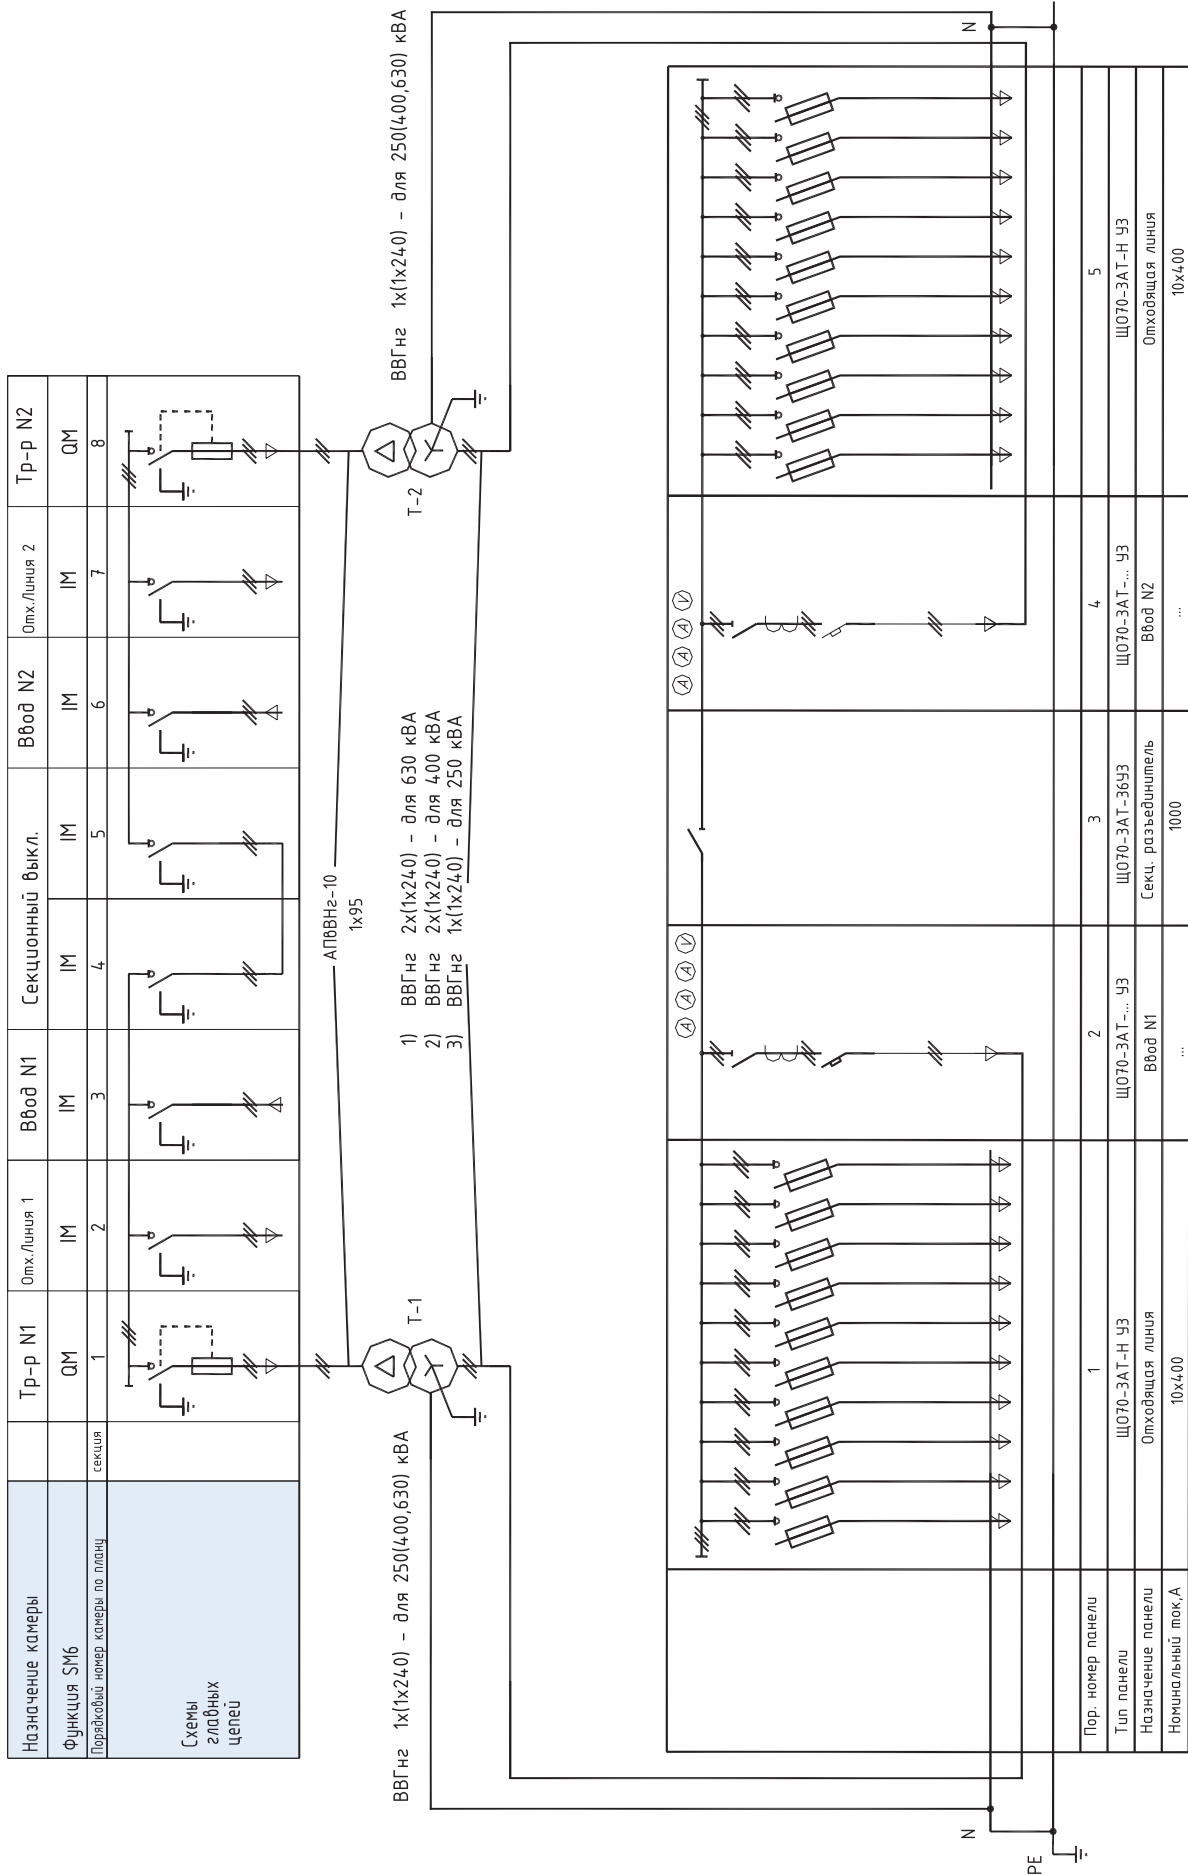 Назначение камеры
Тр-р N1
Отх.Линия 1
Ввод N1
Секционный выкл.
Ввод N2
Отх.Линия 2
Тр-р N2
Функция SM6
QM
IM
IM
IM
IM
IM
IM
QM
Порядковый номер камеры по плану
секция
1
2
3
4
5
6
7
8
Схемы
главных
цепей
АПвВНг-10
1х95
Т-1
Т-2
ВВГнг 1х(1х240) - для 250(400,630) кВА
1) ВВГнг 2х(1х240) - для 630 кВА
2) ВВГнг 2х(1х240) - для 400 кВА
3) ВВГнг 1х(1х240) - для 250 кВА
ВВГнг 1х(1х240) - для 250(400,630) кВА
A A A V
A A A V
N
N
PE
Пор. номер панели
1
2
3
4
5
Тип панели
ЩО70-3АТ-Н У3
ЩО70-3АТ-... У3
ЩО70-3АТ-36У3
ЩО70-3АТ-... У3
ЩО70-3АТ-Н У3
Назначение панели
Отходящая линия
Ввод N1
Секц. разъединитель
Ввод N2
Отходящая линия
Номинальный ток,А
10х400
...
1000
...
10х400